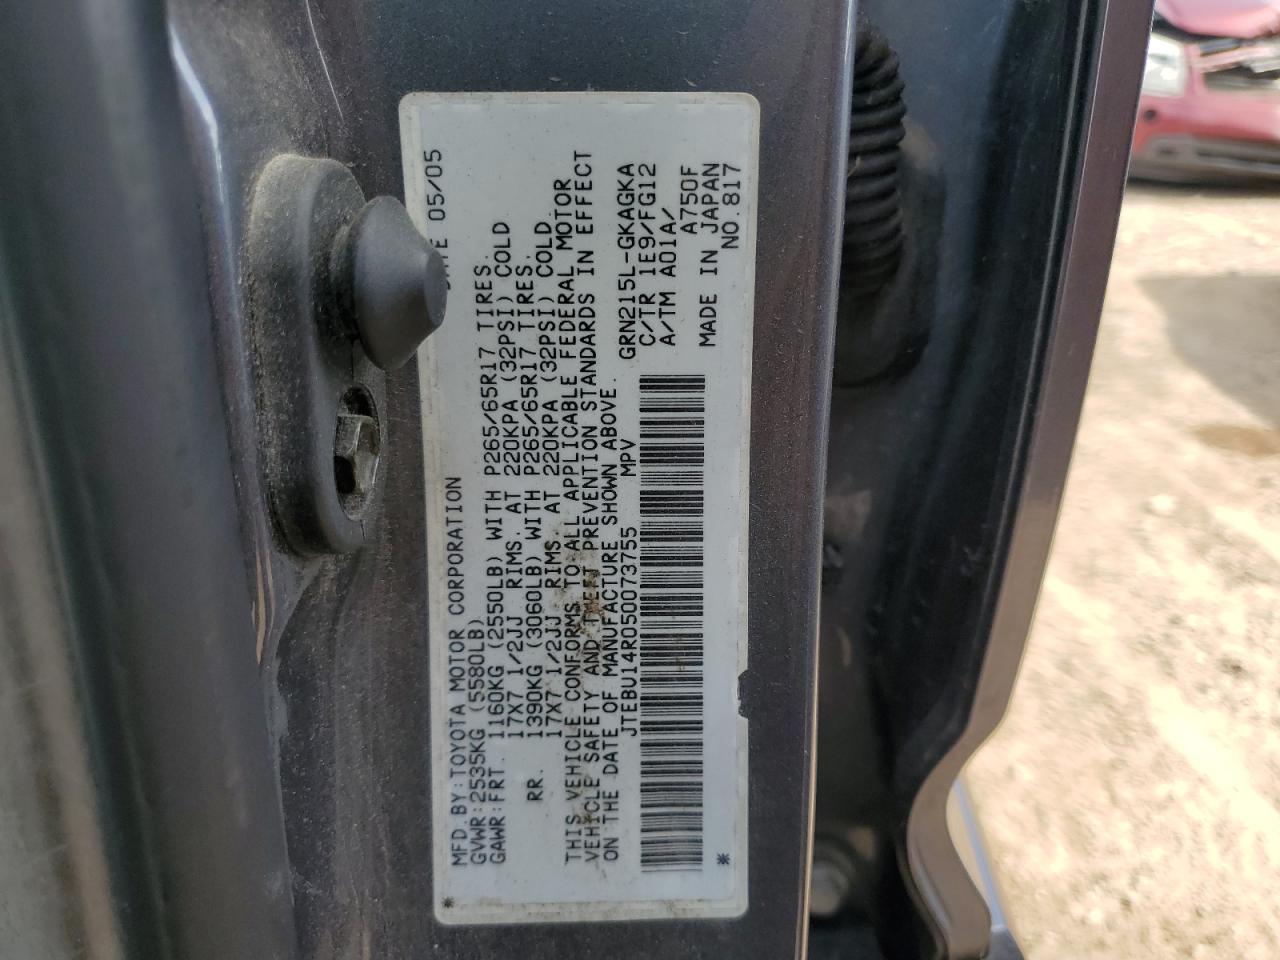 MFD.BY:TOYOTA MOTOR CORPORATION 05/05
GVWR:2535KG (5580LB)
GAWR:FRT. 1160KG (2550LB) WITH P265/65R17 TIRES.
17X7 1/2JJ RIMS. AT 220KPA (32PSI) COLD
RR. 1390KG (3060LB) WITH P265/65R17 TIRES.
17X7 1/2JJ RIMS. AT 220KPA (32PSI) COLD.
THIS VEHICLE CONFORMS TO ALL APPLICABLE FEDERAL MOTOR
VEHICLE SAFETY AND THEFT PREVENTION STANDARDS IN EFFECT
ON THE DATE OF MANUFACTURE SHOWN ABOVE.
JTEBU14R050073755 MPV
GRN215L-GKAGKA
C/TR 1E9/FG12
A/TM A01A/
A750F
MADE IN JAPAN
NO.817